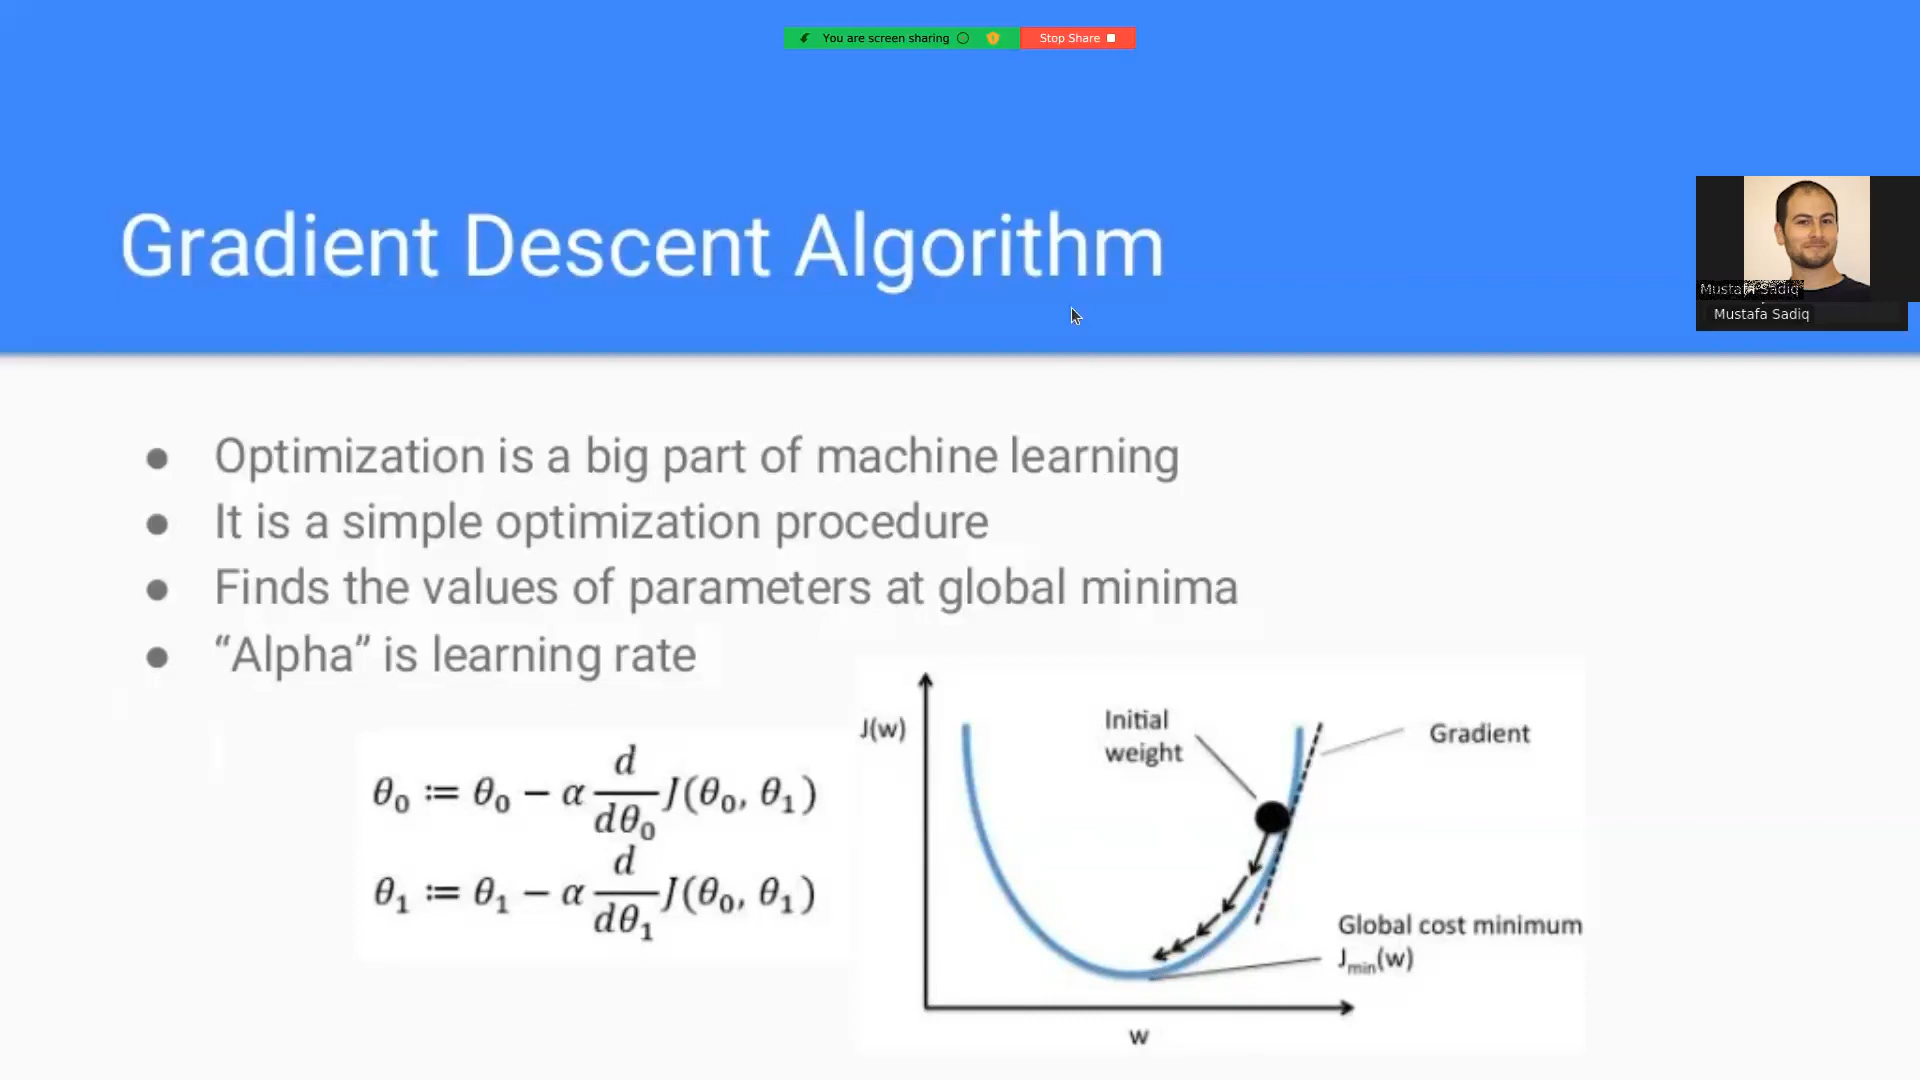 You are screen sharing
Stop Share
Gradient Descent Algorithm
Mustafa Sadiq
Mustafa Sadiq
● Optimization is a big part of machine learning
● It is a simple optimization procedure
● Finds the values of parameters at global minima
● “Alpha” is learning rate
θ₀ := θ₀ − α d/dθ₀ J(θ₀, θ₁)
θ₁ := θ₁ − α d/dθ₁ J(θ₀, θ₁)
J(w)
Initial
weight
Gradient
Global cost minimum
Jmin(w)
w